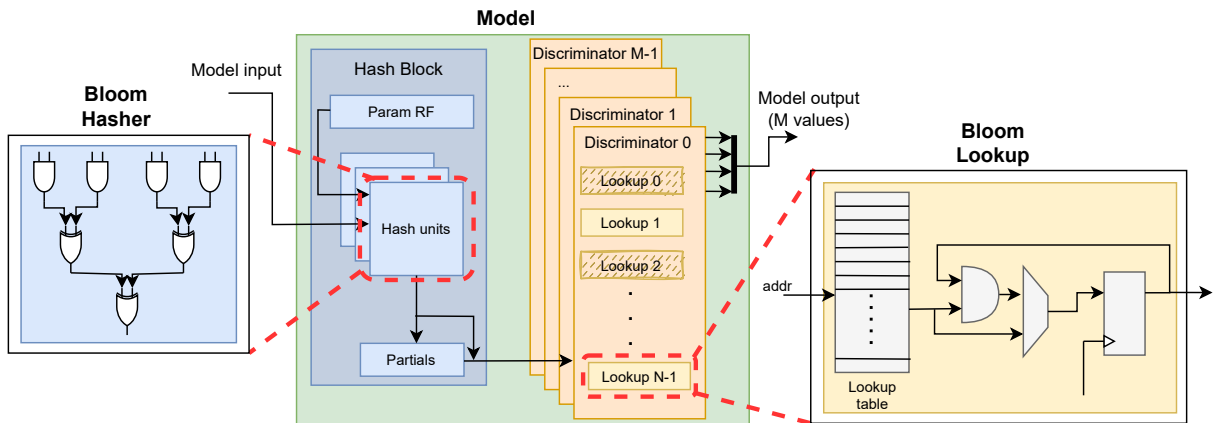 Model
Model input
Hash Block
Param RF
Hash units
Partials
Bloom
Hasher
Discriminator M-1
...
Discriminator 1
Discriminator 0
Lookup 0
Lookup 1
Lookup 2
Lookup N-1
Model output
(M values)
Bloom
Lookup
addr
Lookup
table